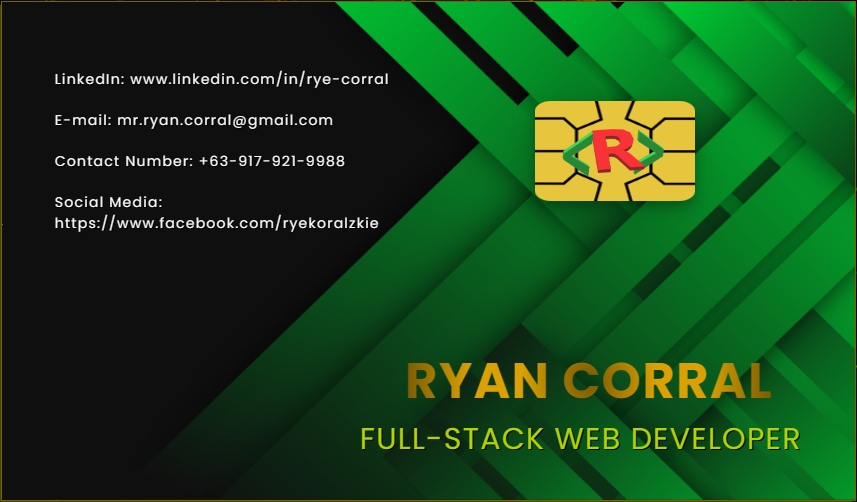 LinkedIn: www.linkedin.com/in/rye-corral
E-mail: mr.ryan.corral@gmail.com
Contact Number: +63-917-921-9988
Social Media:
https://www.facebook.com/ryekoralzkie
<R>
RYAN CORRAL
FULL-STACK WEB DEVELOPER